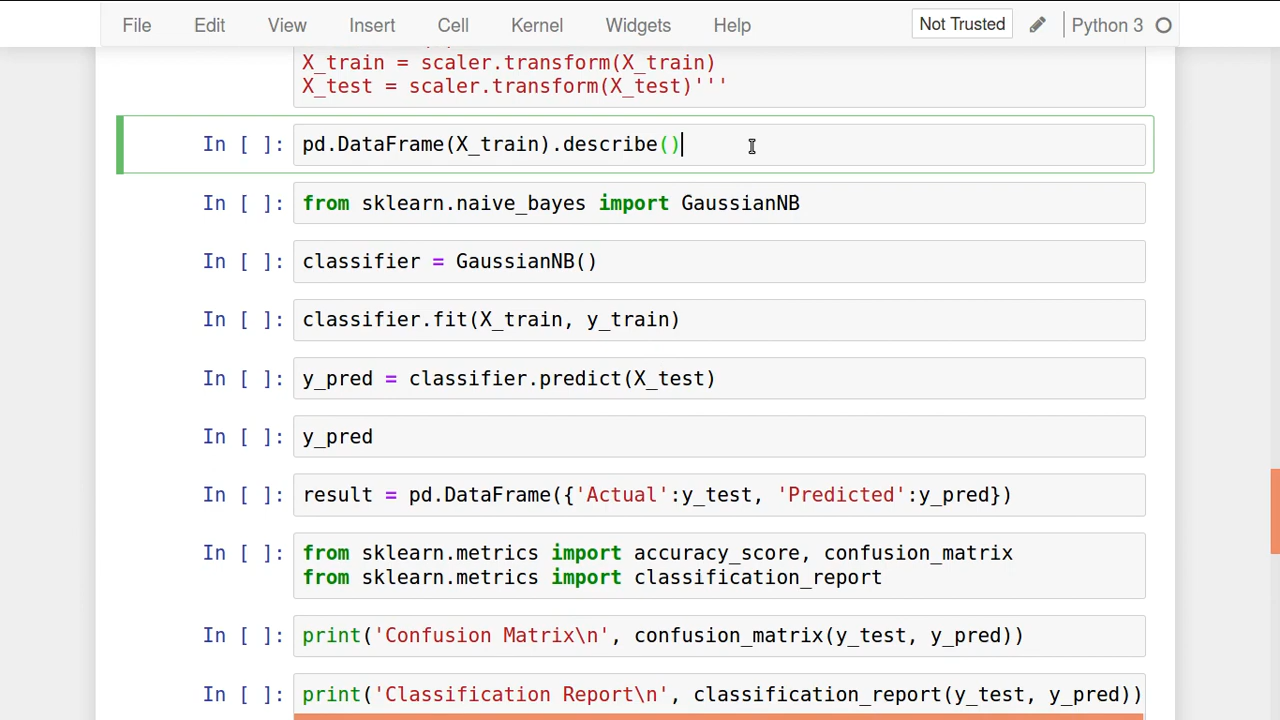 File Edit View Insert Cell Kernel Widgets Help Not Trusted Python 3
X_train = scaler.transform(X_train)
X_test = scaler.transform(X_test)'''
In [ ]: pd.DataFrame(X_train).describe()
In [ ]: from sklearn.naive_bayes import GaussianNB
In [ ]: classifier = GaussianNB()
In [ ]: classifier.fit(X_train, y_train)
In [ ]: y_pred = classifier.predict(X_test)
In [ ]: y_pred
In [ ]: result = pd.DataFrame({'Actual':y_test, 'Predicted':y_pred})
In [ ]: from sklearn.metrics import accuracy_score, confusion_matrix
from sklearn.metrics import classification_report
In [ ]: print('Confusion Matrix\n', confusion_matrix(y_test, y_pred))
In [ ]: print('Classification Report\n', classification_report(y_test, y_pred))